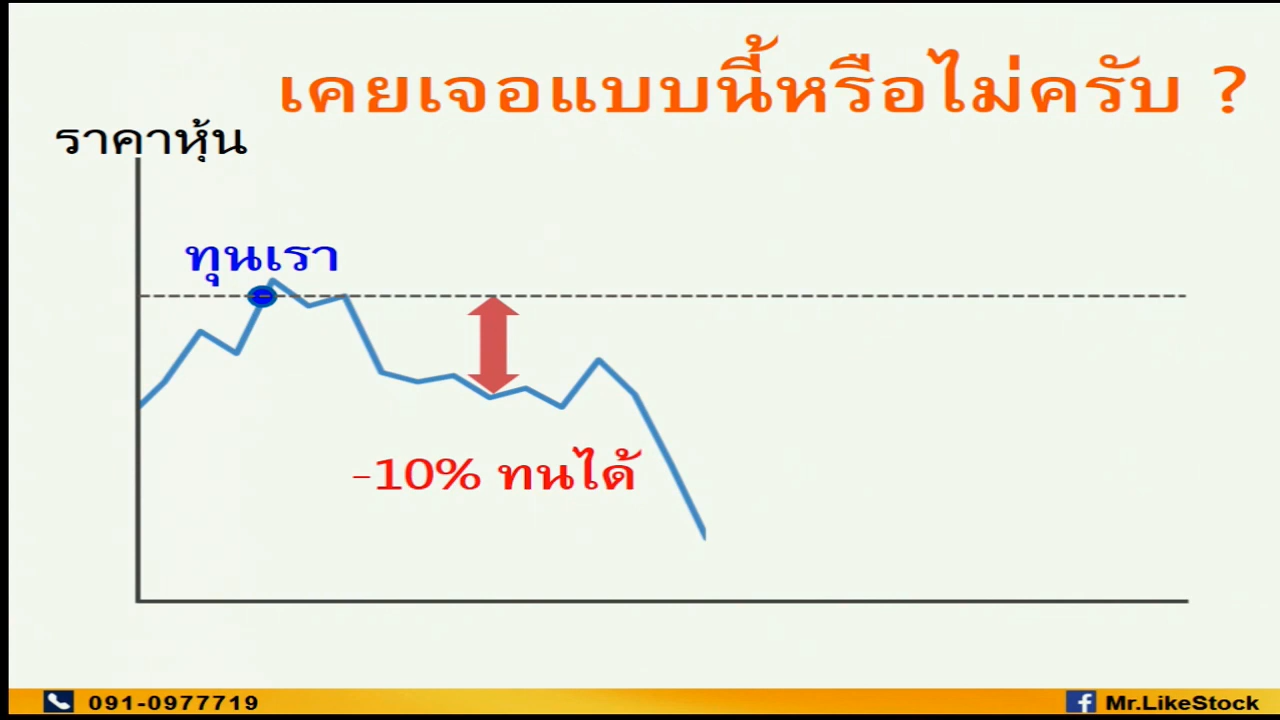 เคยเจอแบบนี้หรือไม่ครับ ?
ราคาหุ้น
ทุนเรา
-10% ทนได้
091-0977719
Mr.LikeStock